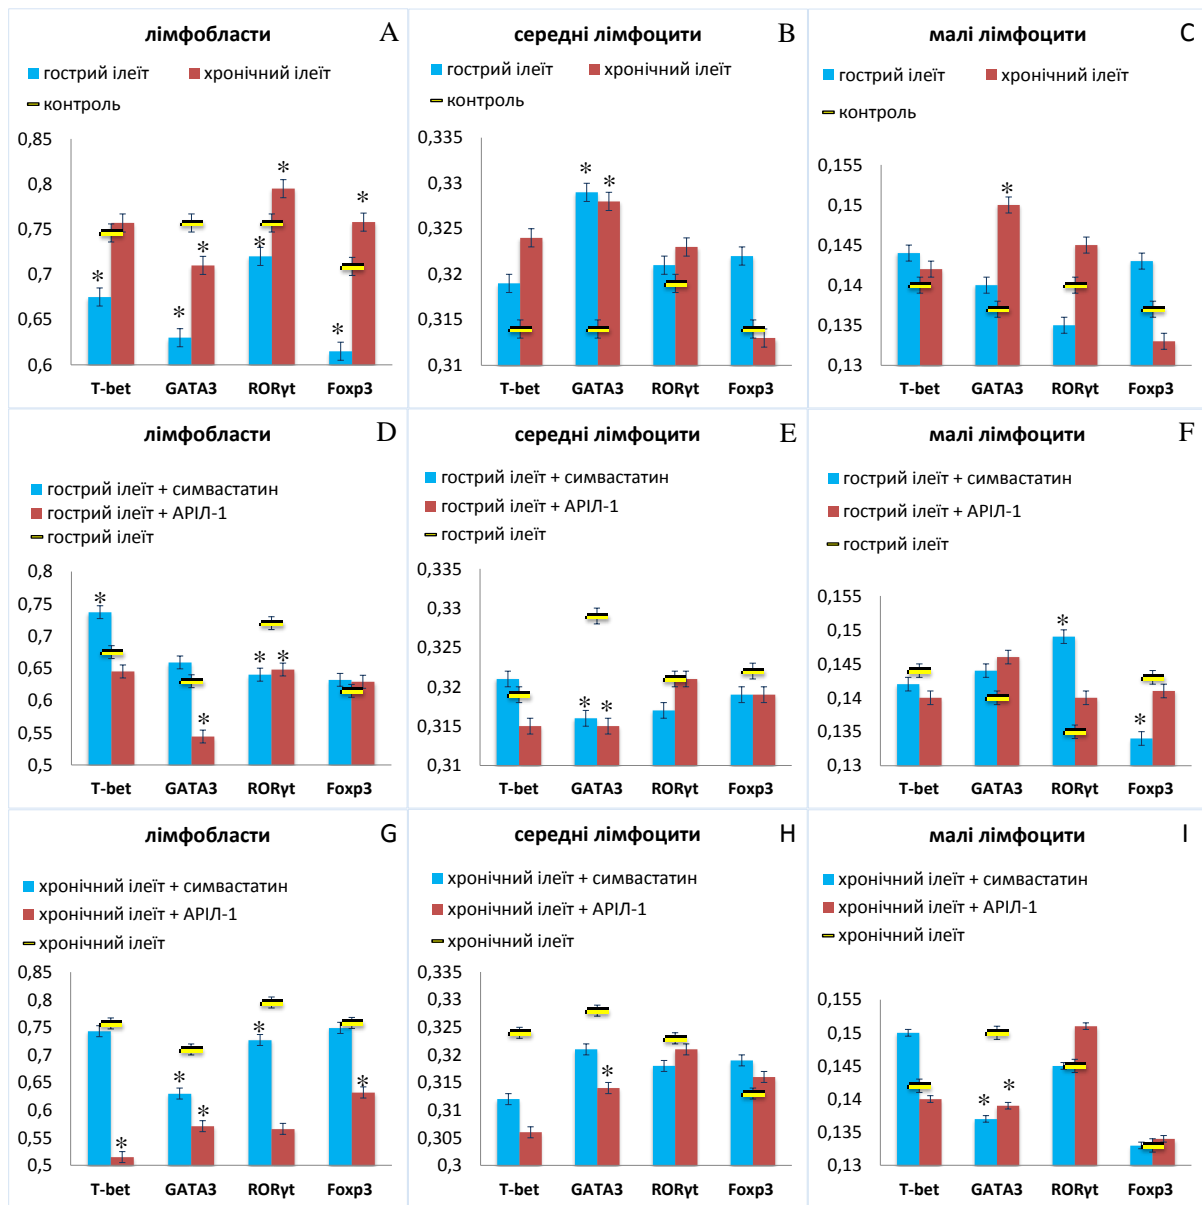 лімфобласти A
гострий ілеїт хронічний ілеїт
контроль
0,85
0,8
0,75
0,7
0,65
0,6
* * * * * * *
T-bet GATA3 RORγt Foxp3
середні лімфоцити B
гострий ілеїт хронічний ілеїт
контроль
0,335
0,33
0,325
0,32
0,315
0,31
* *
T-bet GATA3 RORγt Foxp3
малі лімфоцити C
гострий ілеїт хронічний ілеїт
контроль
0,155
0,15
0,145
0,14
0,135
0,13
*
T-bet GATA3 RORγt Foxp3
лімфобласти D
гострий ілеїт + симвастатин
гострий ілеїт + АРІЛ-1
гострий ілеїт
0,8
0,75
0,7
0,65
0,6
0,55
0,5
* * * *
T-bet GATA3 RORγt Foxp3
середні лімфоцити E
гострий ілеїт + симвастатин
гострий ілеїт + АРІЛ-1
гострий ілеїт
0,335
0,33
0,325
0,32
0,315
0,31
* *
T-bet GATA3 RORγt Foxp3
малі лімфоцити F
гострий ілеїт + симвастатин
гострий ілеїт + АРІЛ-1
гострий ілеїт
0,155
0,15
0,145
0,14
0,135
0,13
* *
T-bet GATA3 RORγt Foxp3
лімфобласти G
хронічний ілеїт + симвастатин
хронічний ілеїт + АРІЛ-1
хронічний ілеїт
0,85
0,8
0,75
0,7
0,65
0,6
0,55
0,5
* * * * *
T-bet GATA3 RORγt Foxp3
середні лімфоцити H
хронічний ілеїт + симвастатин
хронічний ілеїт + АРІЛ-1
хронічний ілеїт
0,335
0,33
0,325
0,32
0,315
0,31
0,305
0,3
*
T-bet GATA3 RORγt Foxp3
малі лімфоцити I
хронічний ілеїт + симвастатин
хронічний ілеїт + АРІЛ-1
хронічний ілеїт
0,155
0,15
0,145
0,14
0,135
0,13
* *
T-bet GATA3 RORγt Foxp3